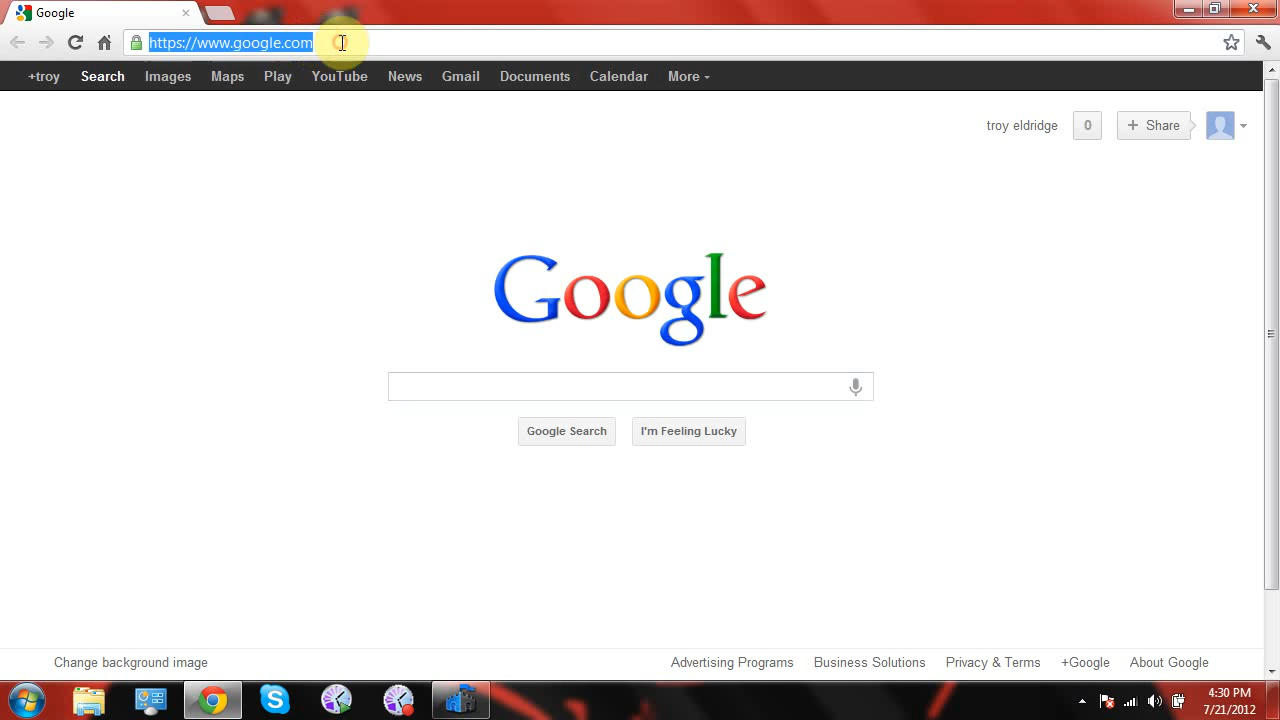 Google
https://www.google.com
+troy Search Images Maps Play YouTube News Gmail Documents Calendar More
troy eldridge 0 + Share
Google
Google Search I'm Feeling Lucky
Change background image Advertising Programs Business Solutions Privacy & Terms +Google About Google
4:30 PM
7/21/2012